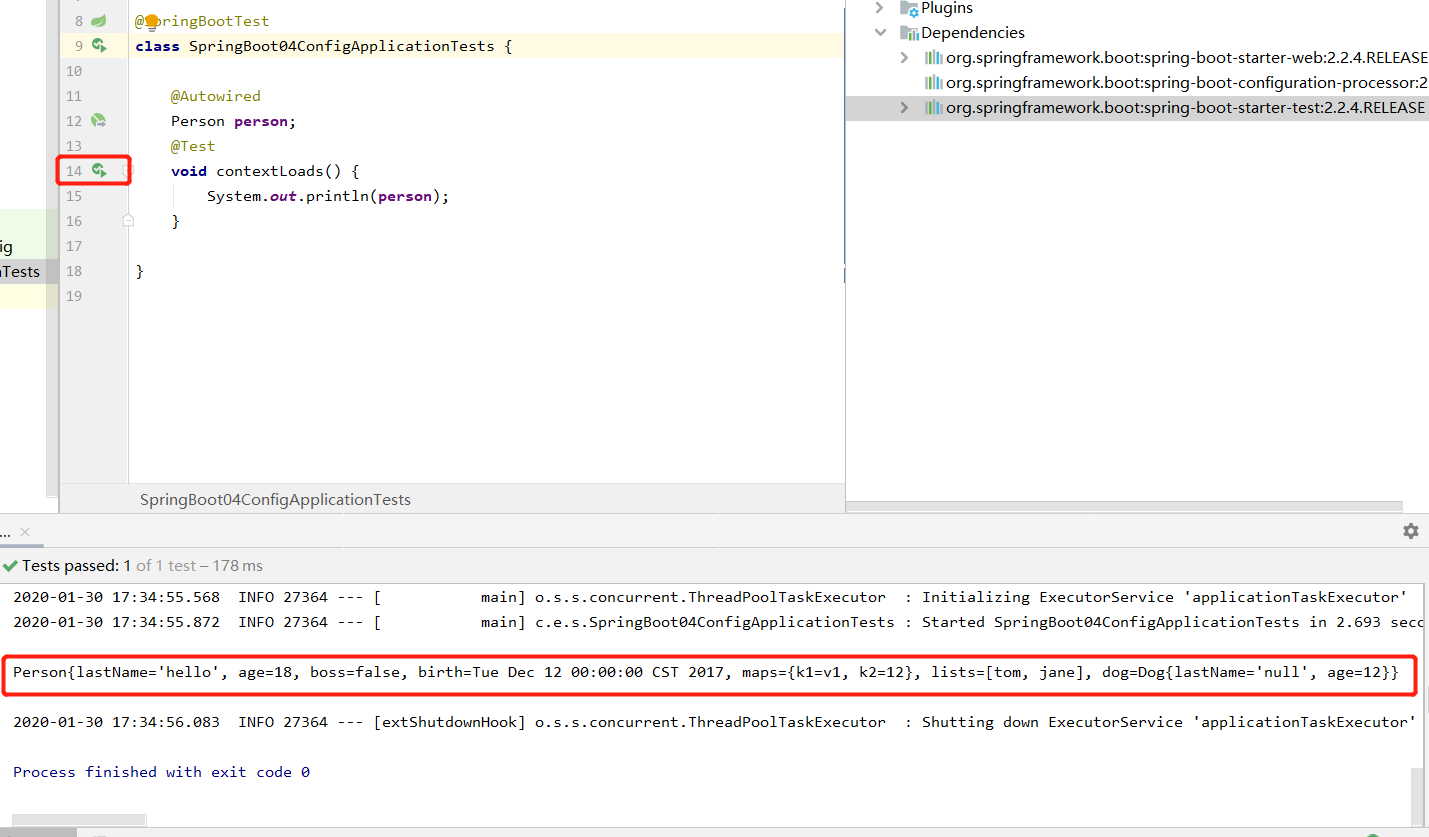 8 @SpringBootTest
9 class SpringBoot04ConfigApplicationTests {
10
11 @Autowired
12 Person person;
13 @Test
14 void contextLoads() {
15 System.out.println(person);
16 }
17
18 }
19
ig
nTests
SpringBoot04ConfigApplicationTests
Plugins
Dependencies
org.springframework.boot:spring-boot-starter-web:2.2.4.RELEASE
org.springframework.boot:spring-boot-configuration-processor:2
org.springframework.boot:spring-boot-starter-test:2.2.4.RELEASE
...
Tests passed: 1 of 1 test – 178 ms
2020-01-30 17:34:55.568  INFO 27364 --- [           main] o.s.s.concurrent.ThreadPoolTaskExecutor  : Initializing ExecutorService 'applicationTaskExecutor'
2020-01-30 17:34:55.872  INFO 27364 --- [           main] c.e.s.SpringBoot04ConfigApplicationTests : Started SpringBoot04ConfigApplicationTests in 2.693 seco
Person{lastName='hello', age=18, boss=false, birth=Tue Dec 12 00:00:00 CST 2017, maps={k1=v1, k2=12}, lists=[tom, jane], dog=Dog{lastName='null', age=12}}
2020-01-30 17:34:56.083  INFO 27364 --- [extShutdownHook] o.s.s.concurrent.ThreadPoolTaskExecutor  : Shutting down ExecutorService 'applicationTaskExecutor'
Process finished with exit code 0